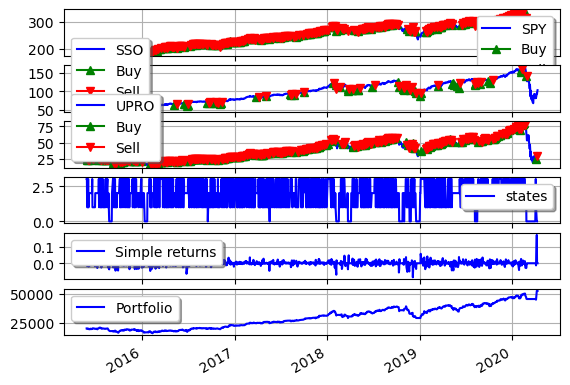 300
200
SPY
Buy
SSO
Buy
Sell
150
100
50
UPRO
Buy
Sell
75
50
25
2.5
0.0
states
0.1
0.0
Simple returns
50000
25000
Portfolio
2016 2017 2018 2019 2020